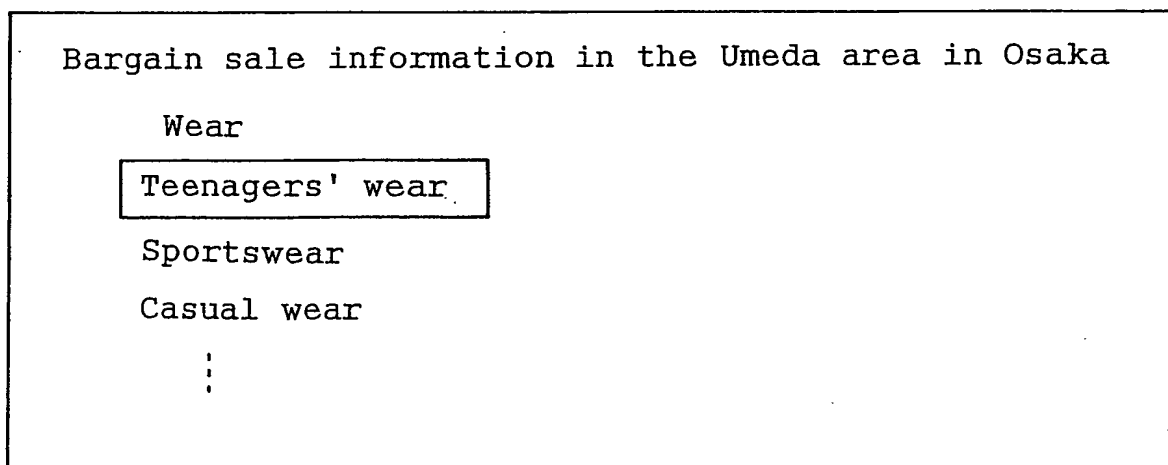 Bargain sale information in the Umeda area in Osaka
Wear
Teenagers' wear
Sportswear
Casual wear